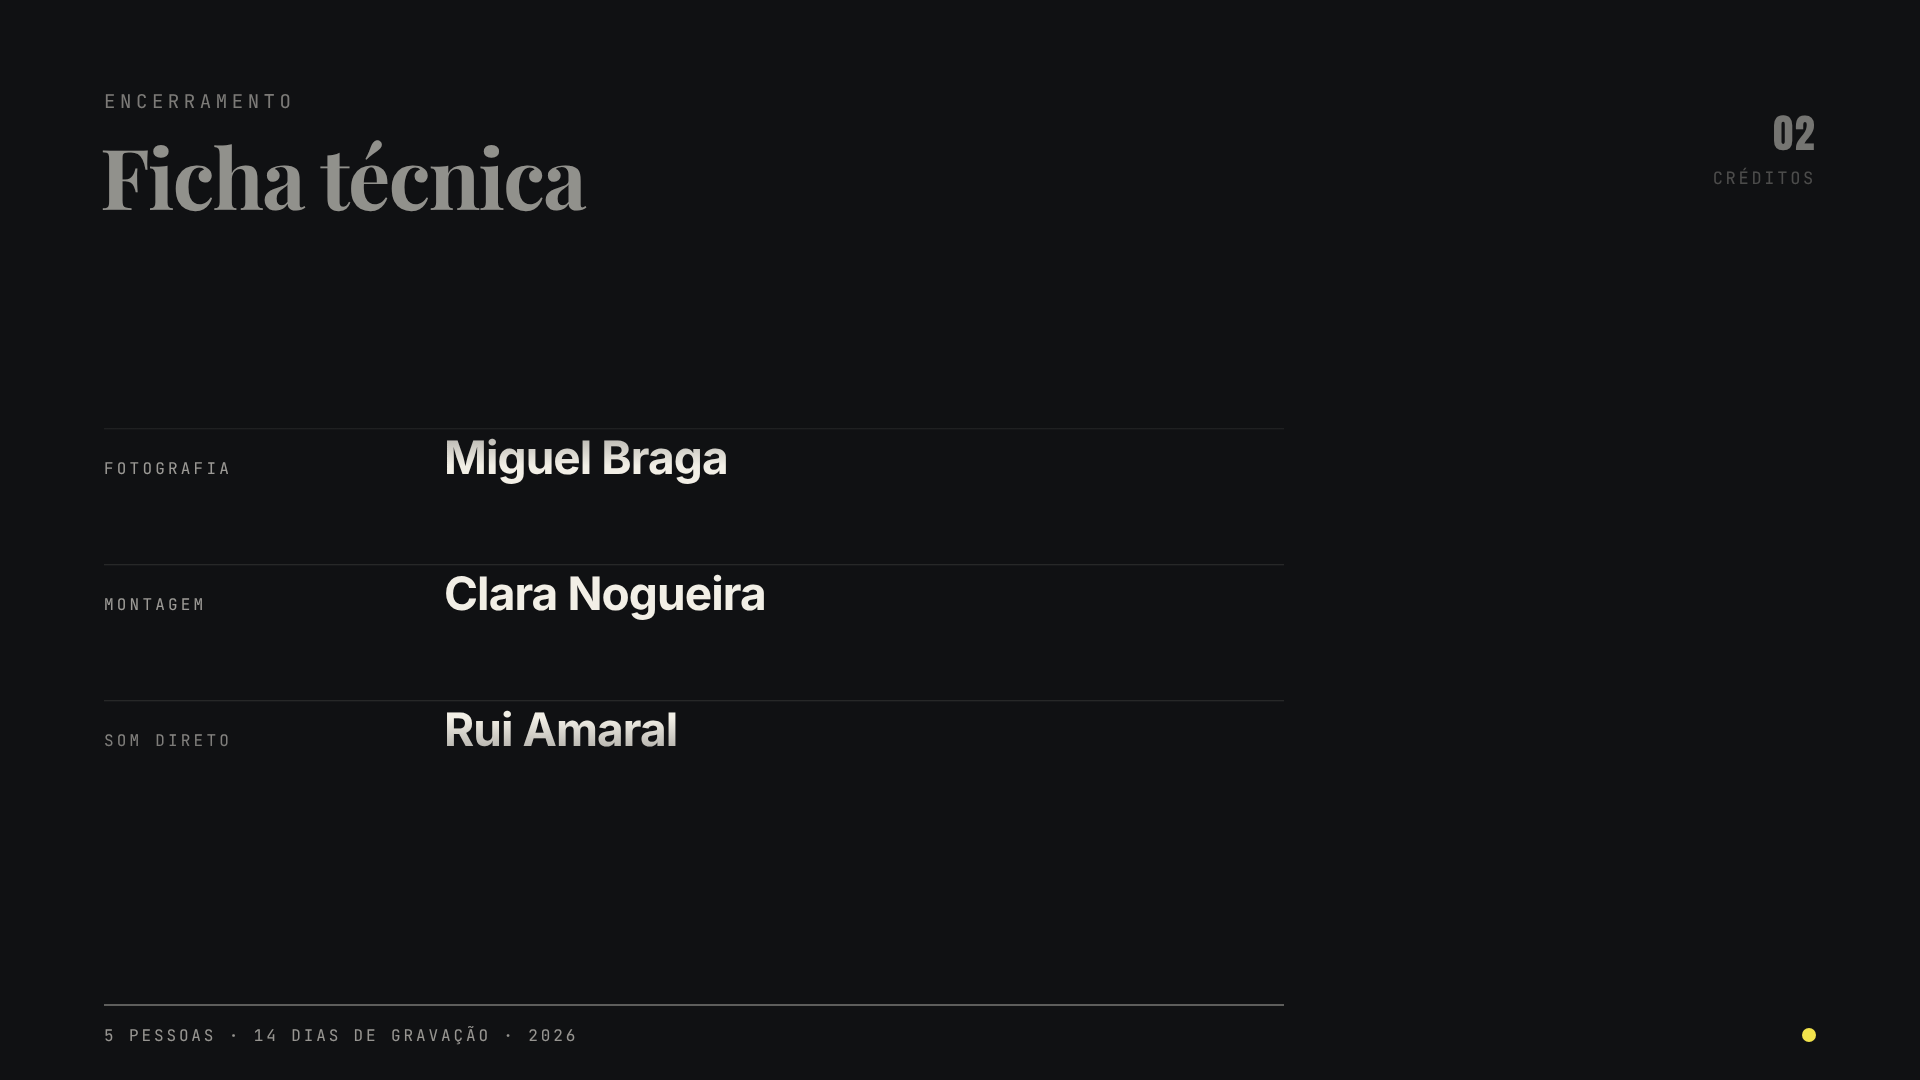 ENCERRAMENTO
Ficha técnica
02
CRÉDITOS
FOTOGRAFIA
Miguel Braga
MONTAGEM
Clara Nogueira
SOM DIRETO
Rui Amaral
5 PESSOAS · 14 DIAS DE GRAVAÇÃO · 2026